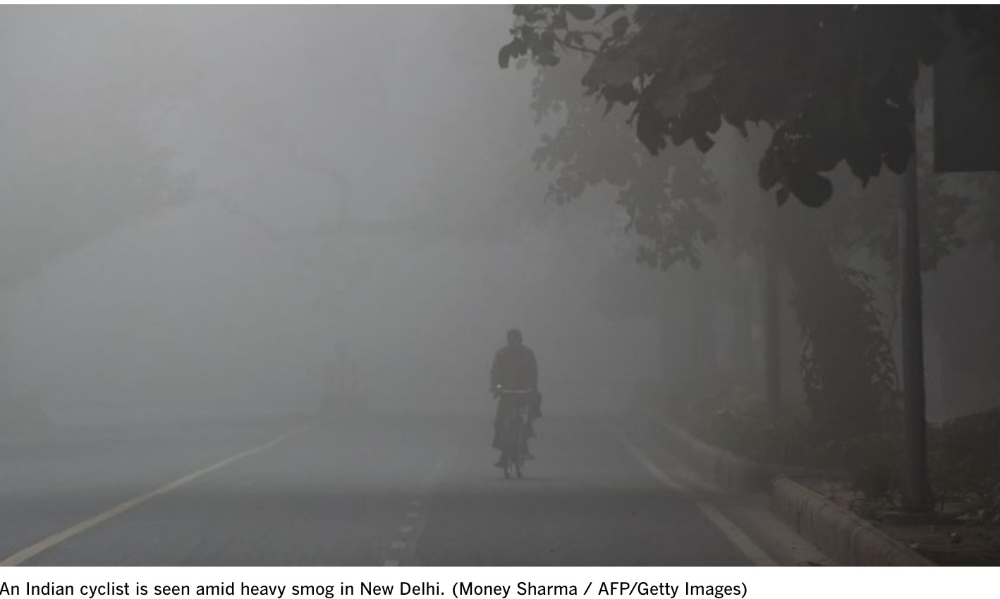 An Indian cyclist is seen amid heavy smog in New Delhi. (Money Sharma / AFP/Getty Images)